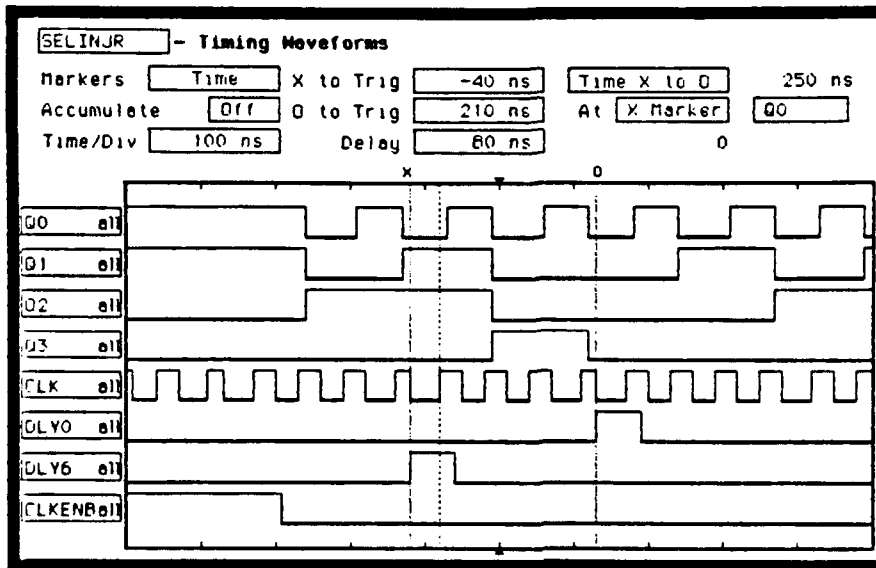 SELINJR - Timing Waveforms
Markers Time X to Trig -40 ns Time X to O 250 ns
Accumulate Off O to Trig 210 ns At X Marker Q0
Time/Div 100 ns Delay 60 ns 0
X O
Q0 all
Q1 all
Q2 all
Q3 all
CLK all
DLY0 all
DLY6 all
CLKENB all